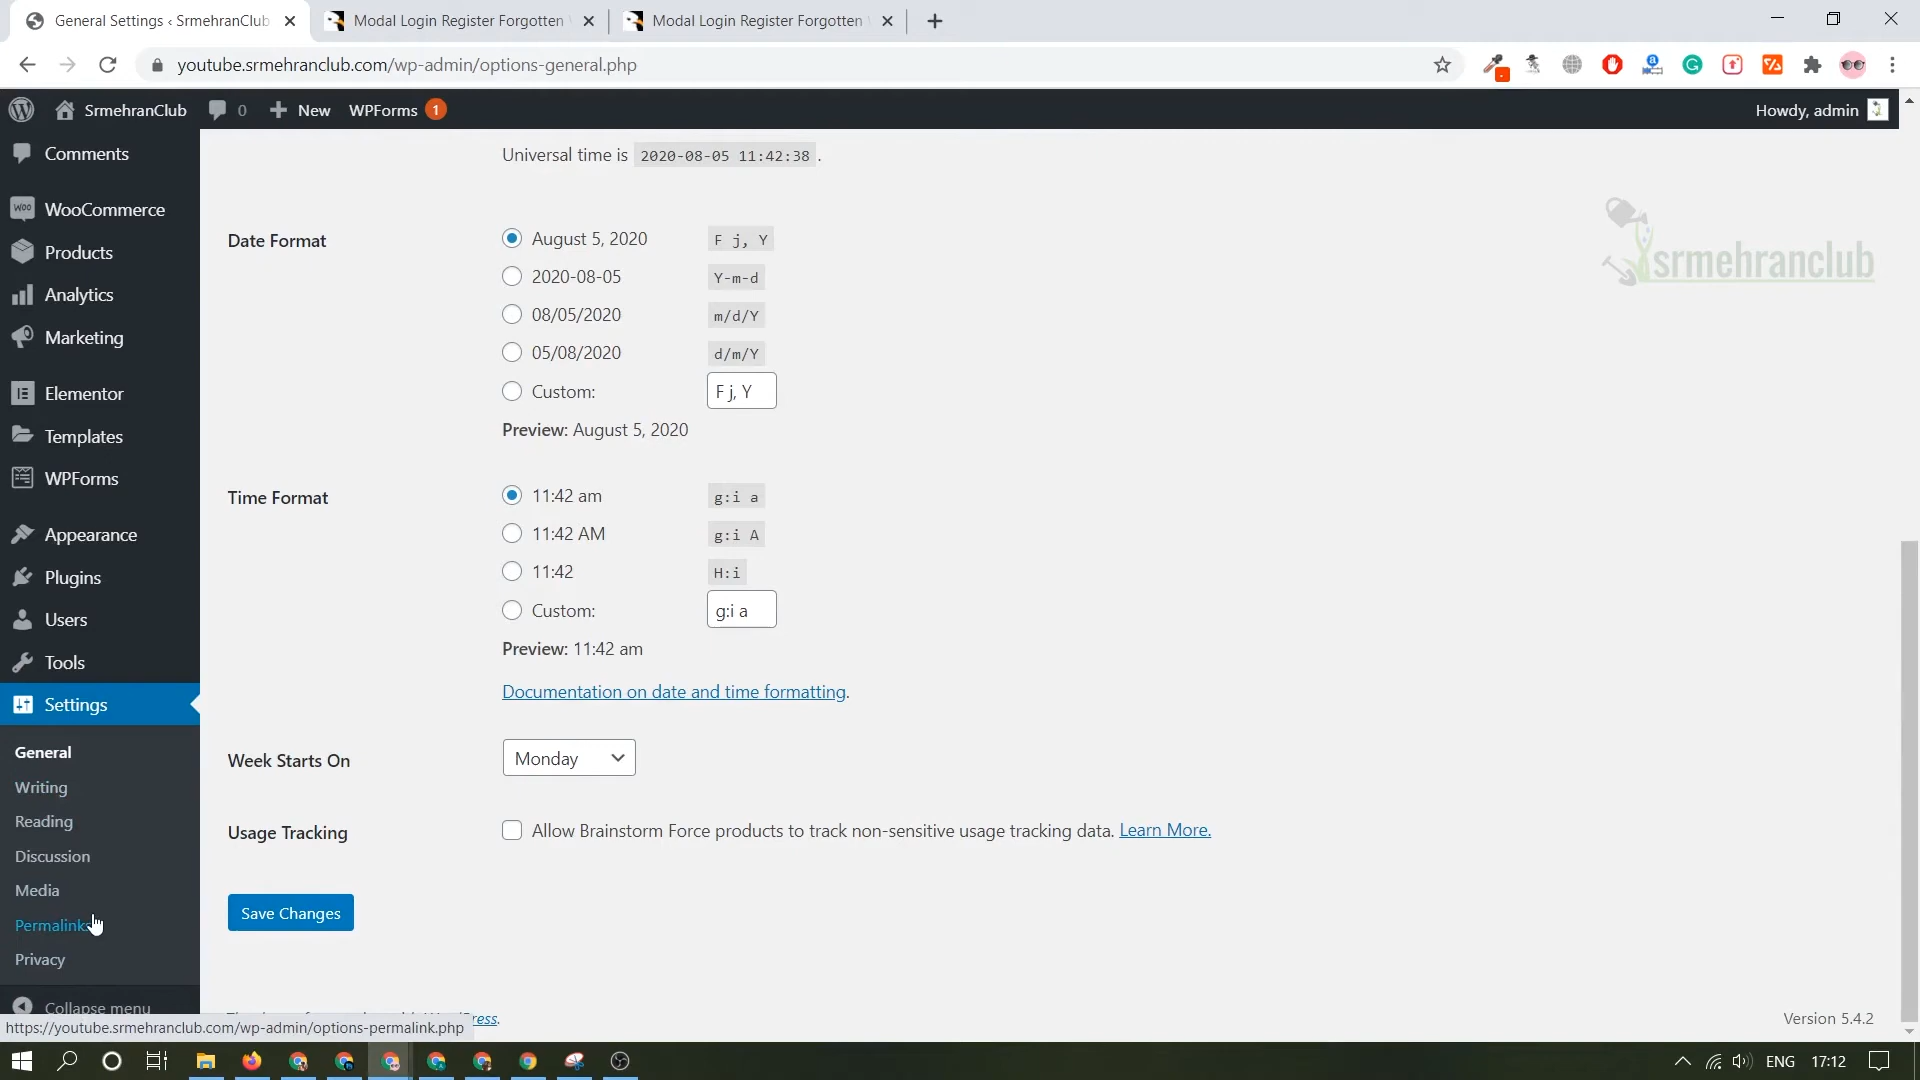 General Settings ‹ SrmehranClub
Modal Login Register Forgotten
Modal Login Register Forgotten
youtube.srmehranclub.com/wp-admin/options-general.php
SrmehranClub 0 New WPForms 1
Howdy, admin
Comments
WooCommerce
Products
Analytics
Marketing
Elementor
Templates
WPForms
Appearance
Plugins
Users
Tools
Settings
General
Writing
Reading
Discussion
Media
Permalinks
Privacy
Collapse menu
Universal time is 2020-08-05 11:42:38 .
srmehranclub
Date Format
August 5, 2020 F j, Y
2020-08-05 Y-m-d
08/05/2020 m/d/Y
05/08/2020 d/m/Y
Custom: F j, Y
Preview: August 5, 2020
Time Format
11:42 am g:i a
11:42 AM g:i A
11:42 H:i
Custom: g:i a
Preview: 11:42 am
Documentation on date and time formatting.
Week Starts On Monday
Usage Tracking Allow Brainstorm Force products to track non-sensitive usage tracking data. Learn More.
Save Changes
Version 5.4.2
https://youtube.srmehranclub.com/wp-admin/options-permalink.php
ENG 17:12